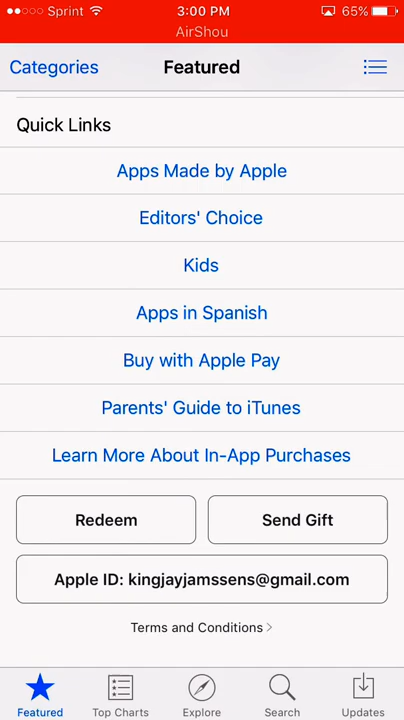 Sprint 3:00 PM 65%
AirShou
Categories Featured
Quick Links
Apps Made by Apple
Editors' Choice
Kids
Apps in Spanish
Buy with Apple Pay
Parents' Guide to iTunes
Learn More About In-App Purchases
Redeem Send Gift
Apple ID: kingjayjamssens@gmail.com
Terms and Conditions >
Featured Top Charts Explore Search Updates